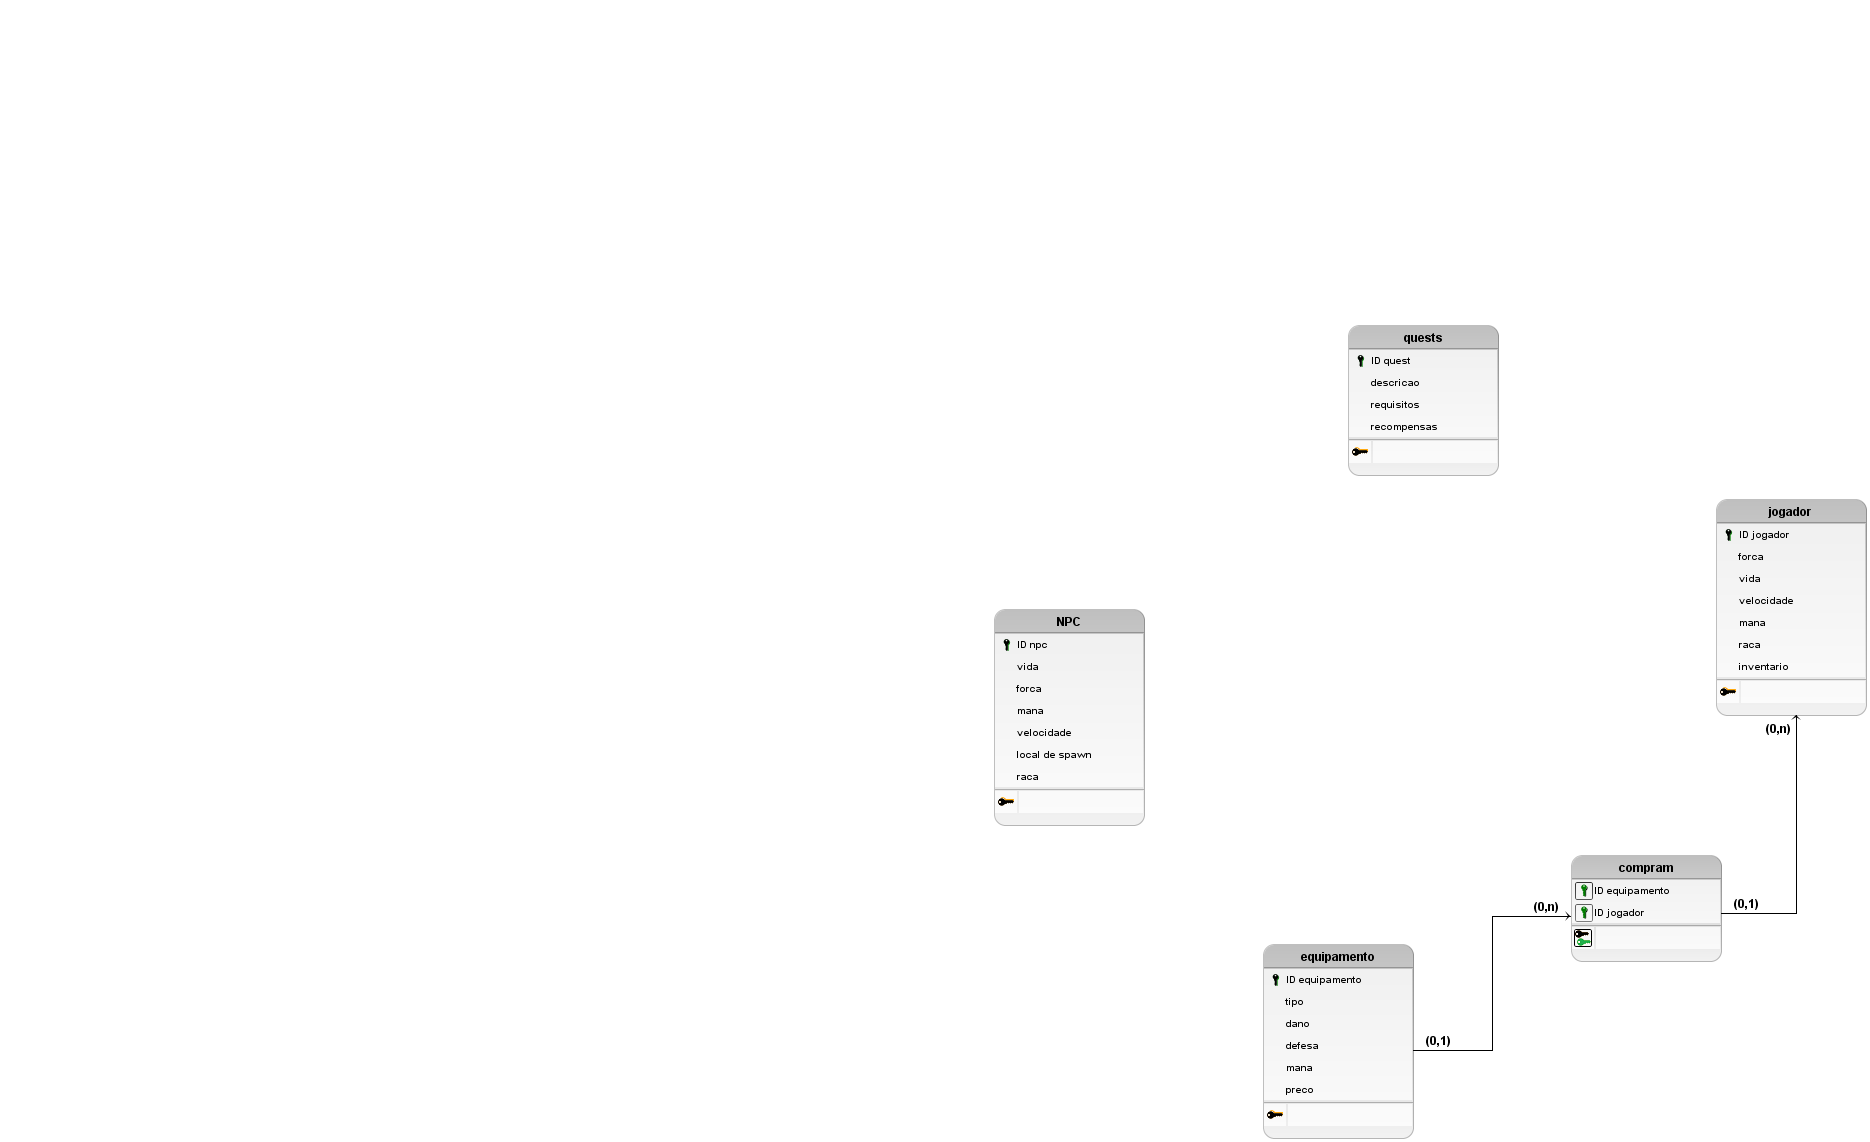 quests
ID quest
descricao
requisitos
recompensas
jogador
ID jogador
forca
vida
velocidade
mana
raca
inventario
(0,n)
NPC
ID npc
vida
forca
mana
velocidade
local de spawn
raca
compram
ID equipamento
ID jogador
(0,n)
(0,1)
equipamento
ID equipamento
tipo
dano
defesa
mana
preco
(0,1)